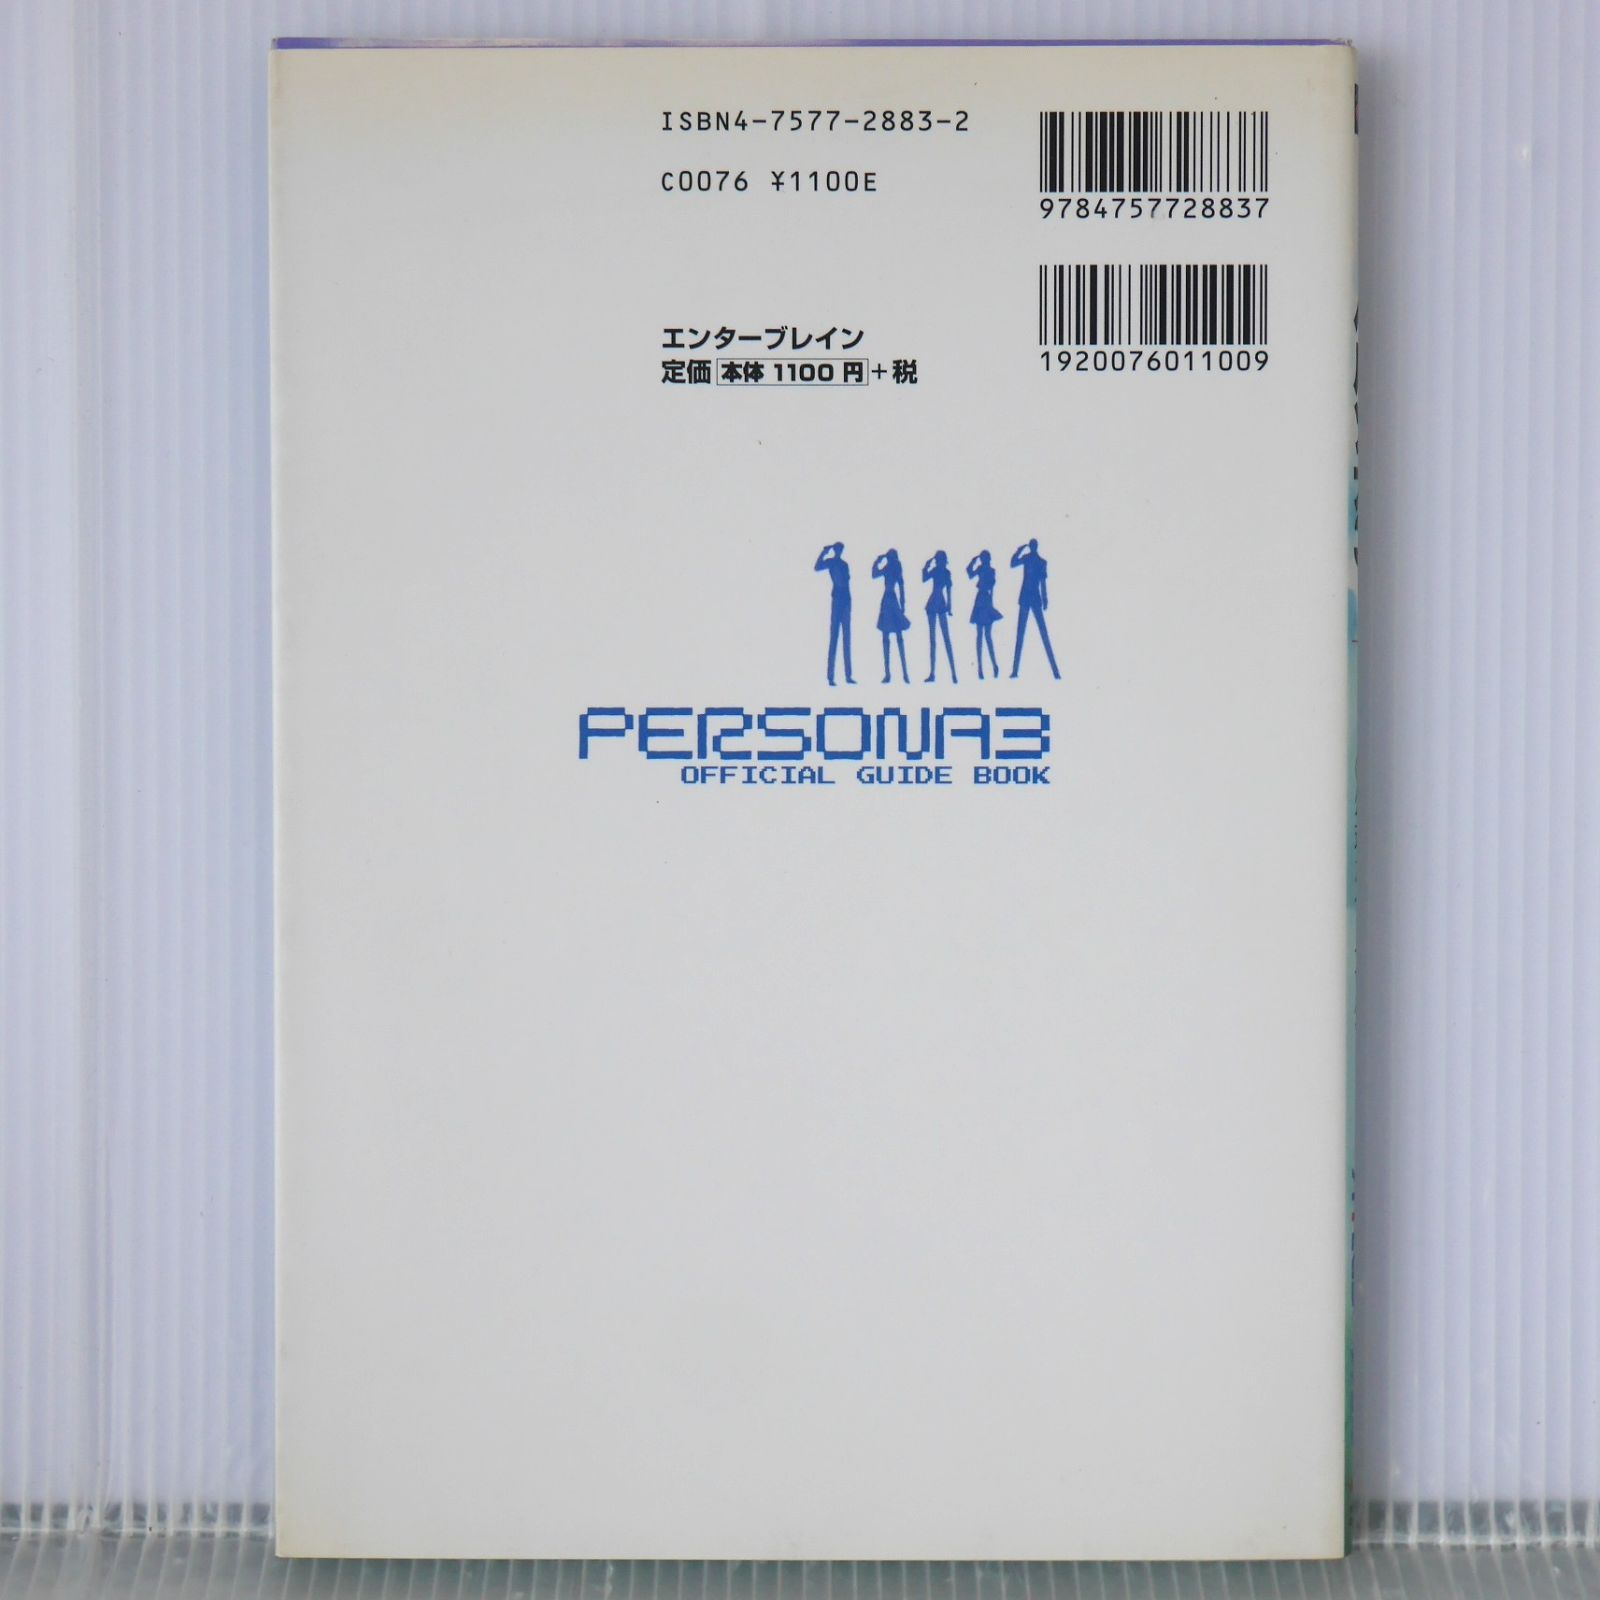 ISBN4-7577-2883-2
C0076 ¥1100E
9784757728837
エンターブレイン
定価 本体 1100 円 +税
1920076011009
PERSONA3
OFFICIAL GUIDE BOOK